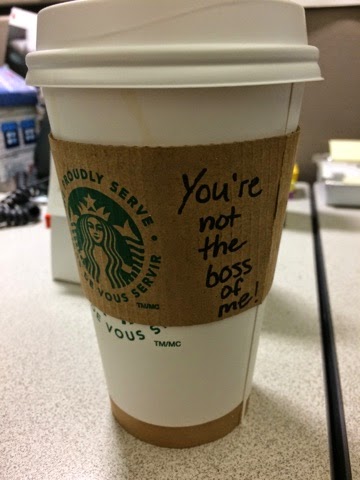 PROUDLY SERVE
VOUS SERVIR
TM/MC
You're
not
the
boss
of
me!
VOUS S
TM/MC